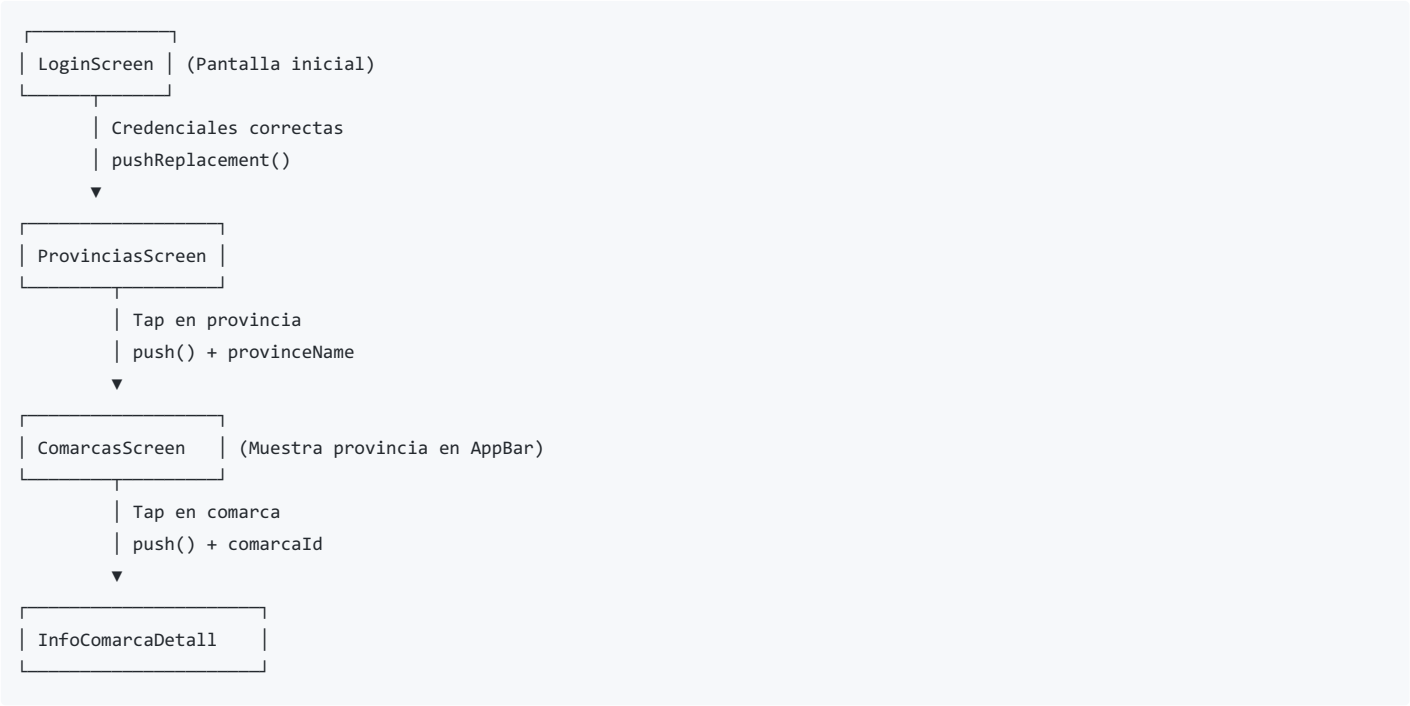 LoginScreen (Pantalla inicial)
Credenciales correctas
pushReplacement()
ProvinciasScreen
Tap en provincia
push() + provinceName
ComarcasScreen (Muestra provincia en AppBar)
Tap en comarca
push() + comarcaId
InfoComarcaDetall